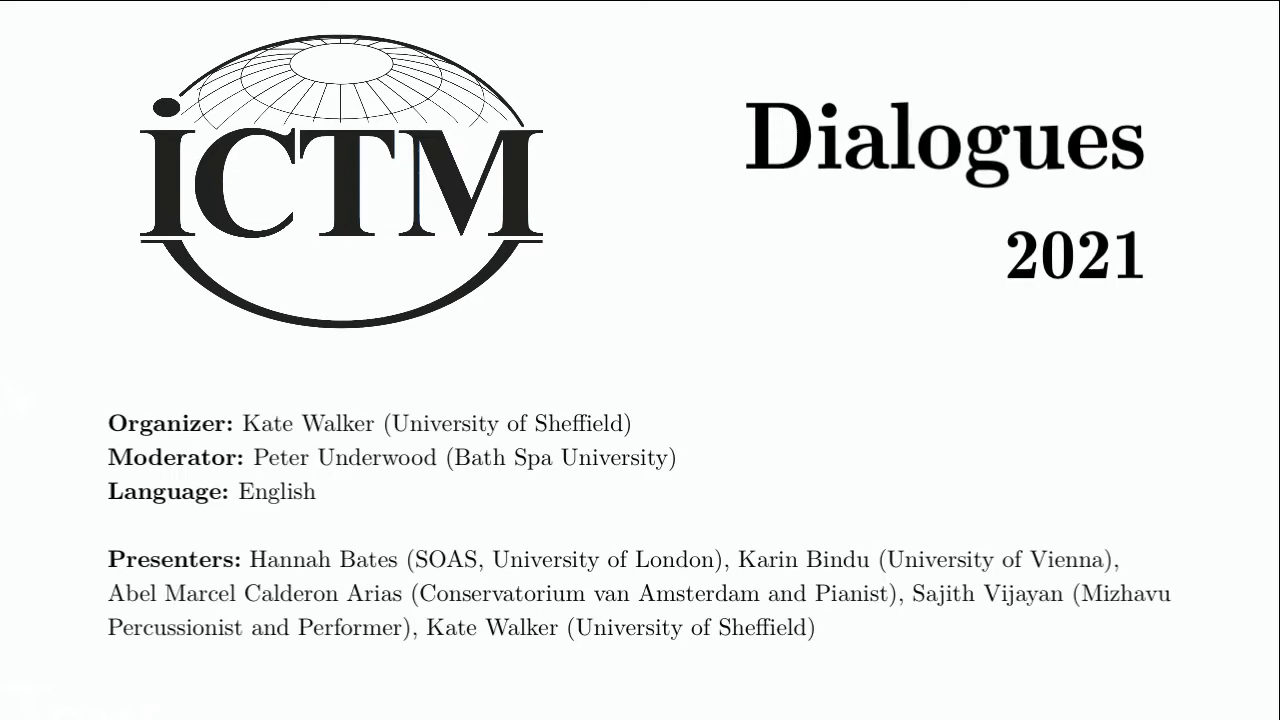 iCTM
Dialogues
2021
Organizer: Kate Walker (University of Sheffield)
Moderator: Peter Underwood (Bath Spa University)
Language: English
Presenters: Hannah Bates (SOAS, University of London), Karin Bindu (University of Vienna),
Abel Marcel Calderon Arias (Conservatorium van Amsterdam and Pianist), Sajith Vijayan (Mizhavu
Percussionist and Performer), Kate Walker (University of Sheffield)